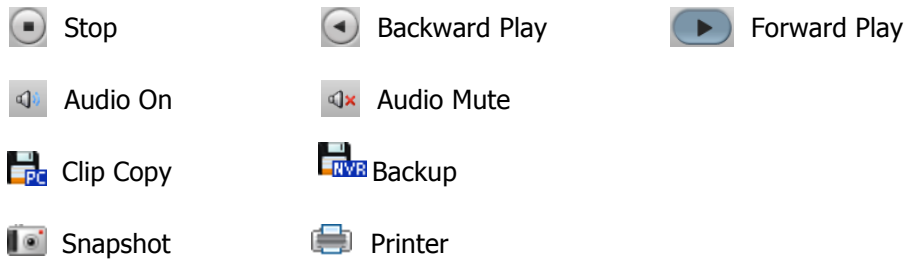 Stop Backward Play Forward Play
Audio On Audio Mute
PC Clip Copy NVR Backup
Snapshot Printer